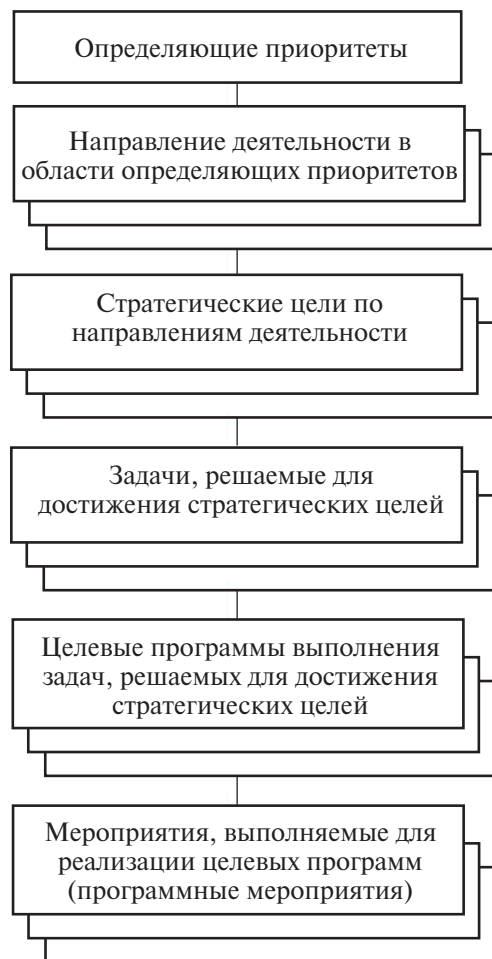 Определяющие приоритеты
Направление деятельности в
области определяющих приоритетов
Стратегические цели по
направлениям деятельности
Задачи, решаемые для
достижения стратегических целей
Целевые программы выполнения
задач, решаемых для достижения
стратегических целей
Мероприятия, выполняемые для
реализации целевых программ
(программные мероприятия)